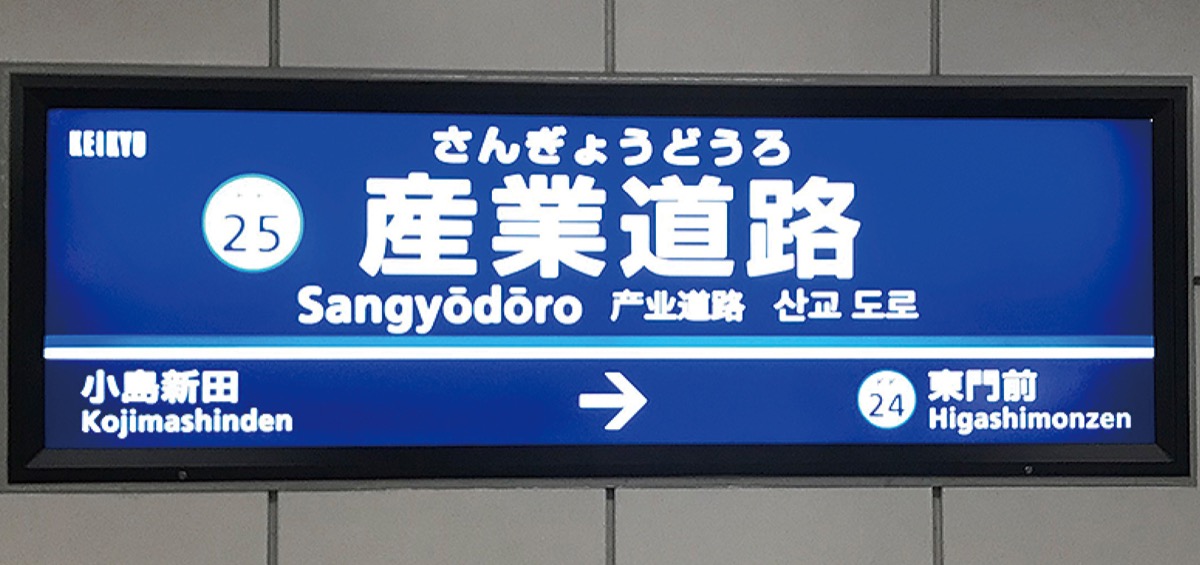 KEIKYU
さんぎょうどうろ
25
産業道路
Sangyōdōro 产业道路 산교 도로
小島新田
Kojimashinden
→
24
東門前
Higashimonzen